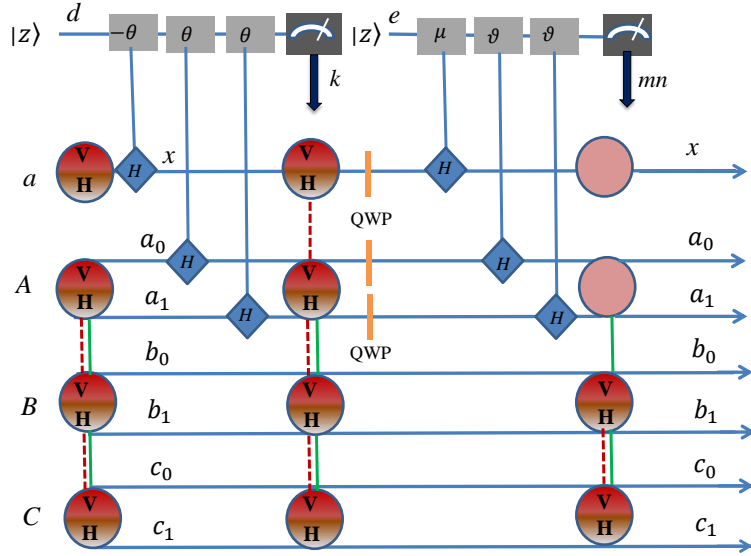 |z⟩ d −θ θ θ k |z⟩ e μ ϑ ϑ mn
a V H H x V H QWP H x
a₀ H H a₀
A V H a₁ H V H QWP H a₁
b₀ b₀
B V H b₁ V H V H b₁
c₀ c₀
C V H c₁ V H V H c₁